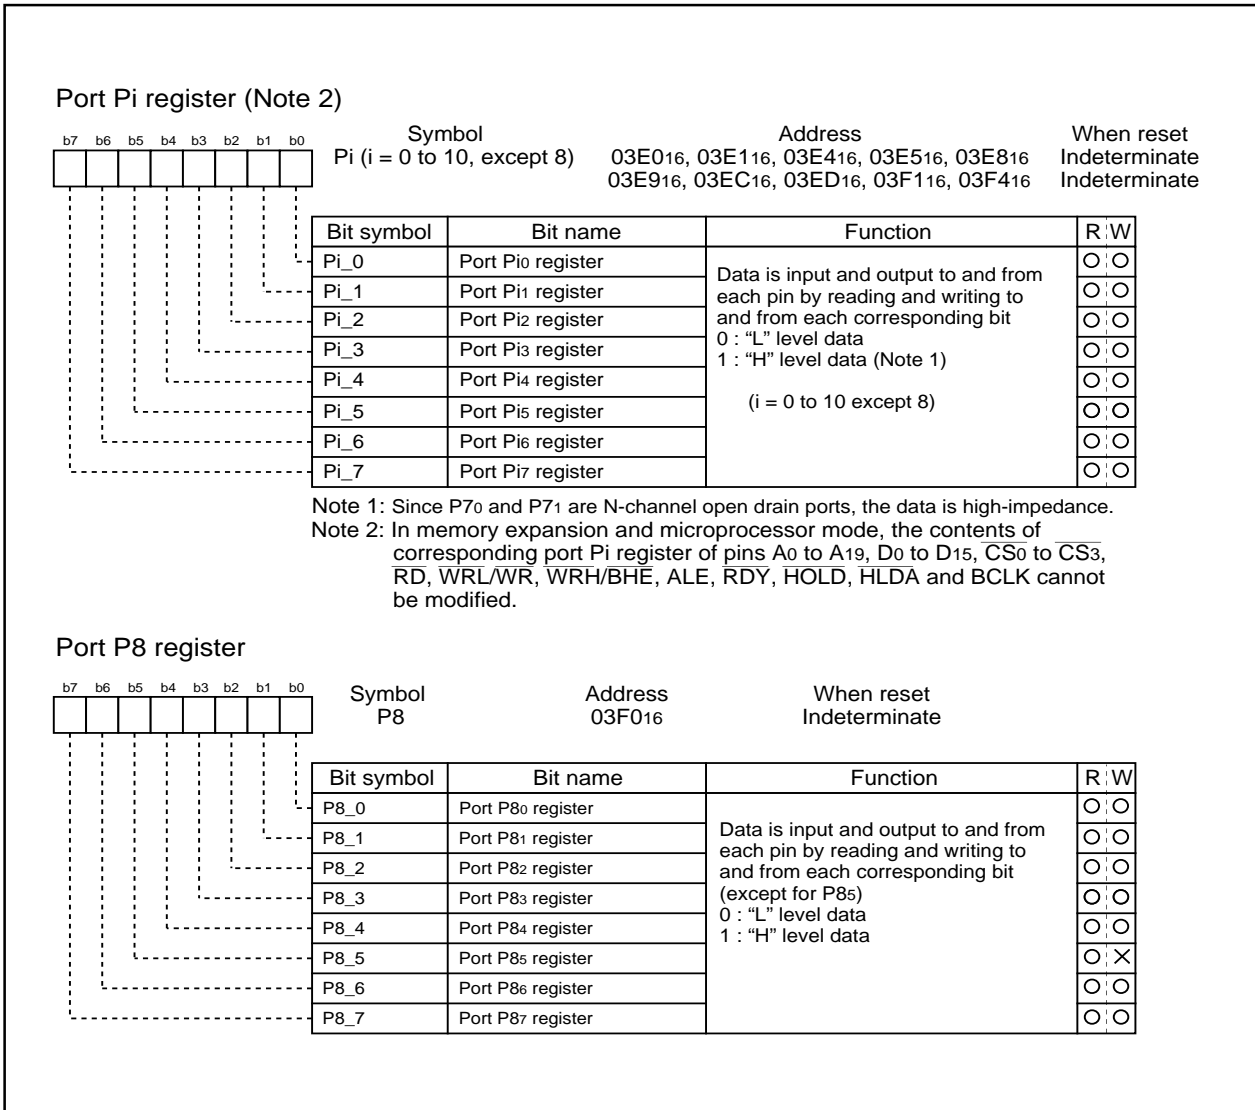 Port Pi register (Note 2)
b7 b6 b5 b4 b3 b2 b1 b0
Symbol Address When reset
Pi (i = 0 to 10, except 8) 03E016, 03E116, 03E416, 03E516, 03E816 Indeterminate
03E916, 03EC16, 03ED16, 03F116, 03F416 Indeterminate
Bit symbol Bit name Function R W
Pi_0 Port Pi0 register
Pi_1 Port Pi1 register
Pi_2 Port Pi2 register
Pi_3 Port Pi3 register
Pi_4 Port Pi4 register
Pi_5 Port Pi5 register
Pi_6 Port Pi6 register
Pi_7 Port Pi7 register
Data is input and output to and from
each pin by reading and writing to
and from each corresponding bit
0 : “L” level data
1 : “H” level data (Note 1)
(i = 0 to 10 except 8)
Note 1: Since P70 and P71 are N-channel open drain ports, the data is high-impedance.
Note 2: In memory expansion and microprocessor mode, the contents of
corresponding port Pi register of pins A0 to A19, D0 to D15, CS0 to CS3,
RD, WRL/WR, WRH/BHE, ALE, RDY, HOLD, HLDA and BCLK cannot
be modified.
Port P8 register
b7 b6 b5 b4 b3 b2 b1 b0
Symbol Address When reset
P8 03F016 Indeterminate
Bit symbol Bit name Function R W
P8_0 Port P80 register
P8_1 Port P81 register
P8_2 Port P82 register
P8_3 Port P83 register
P8_4 Port P84 register
P8_5 Port P85 register
P8_6 Port P86 register
P8_7 Port P87 register
Data is input and output to and from
each pin by reading and writing to
and from each corresponding bit
(except for P85)
0 : “L” level data
1 : “H” level data